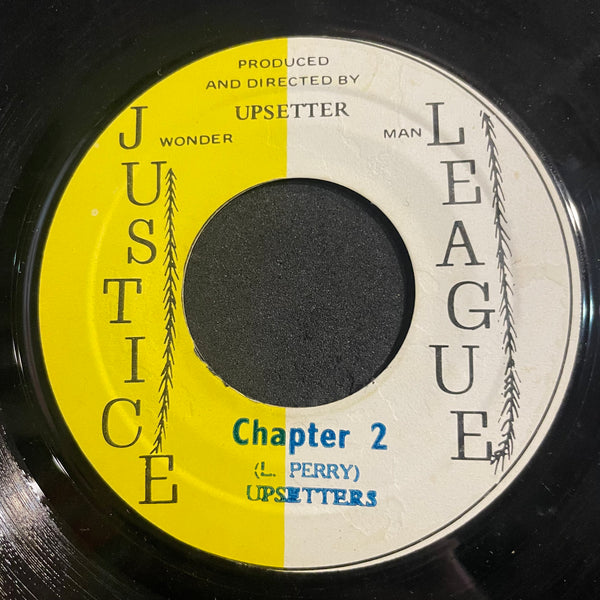 PRODUCED
AND DIRECTED BY
UPSETTER
WONDER MAN
JUSTICE
LEAGUE
Chapter 2
(L. PERRY)
UPSETTERS